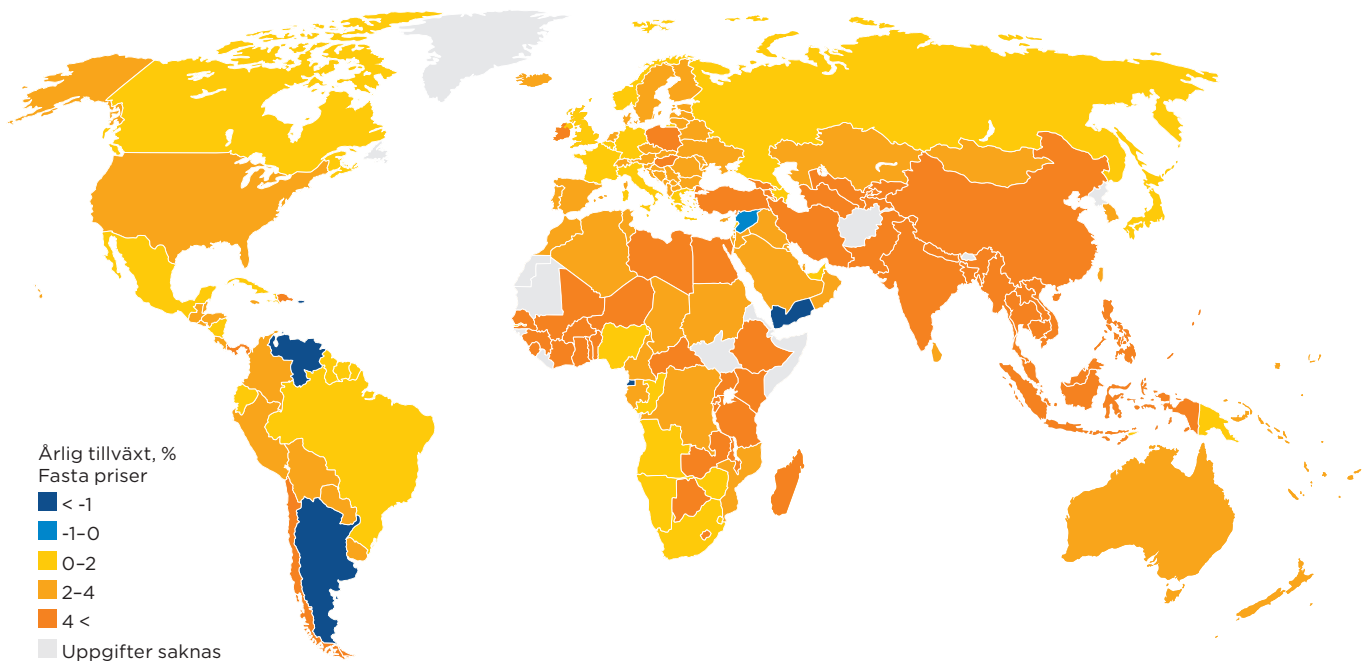 Årlig tillväxt, %
Fasta priser
< -1
-1–0
0–2
2–4
4 <
Uppgifter saknas